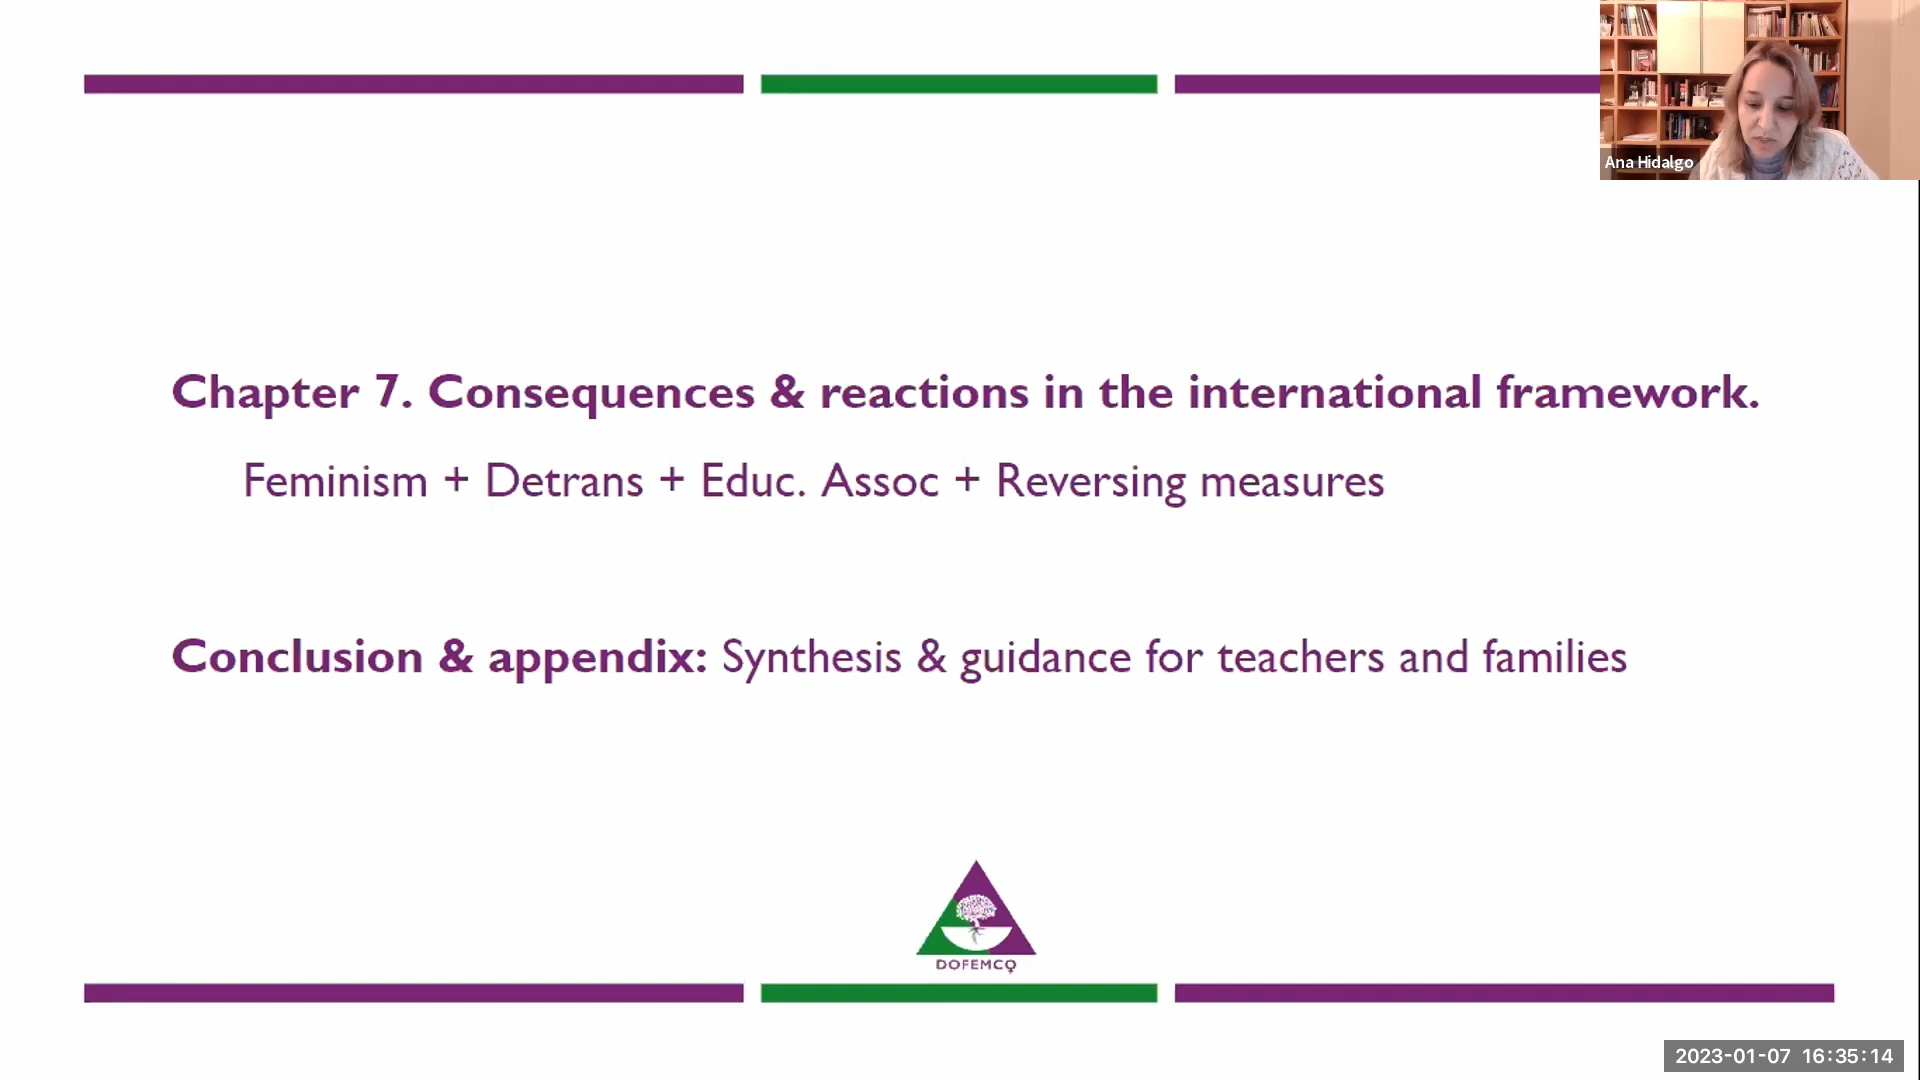 Ana Hidalgo
Chapter 7. Consequences & reactions in the international framework.
Feminism + Detrans + Educ. Assoc + Reversing measures
Conclusion & appendix: Synthesis & guidance for teachers and families
DOFEMCO
2023-01-07 16:35:14